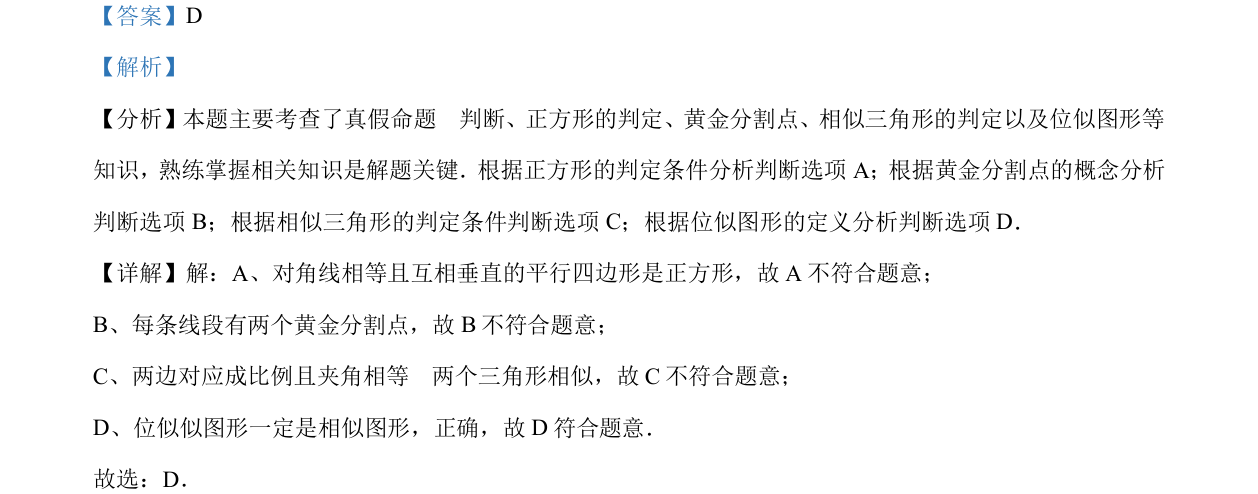 【答案】D
【解析】
【分析】本题主要考查了真假命题 判断、正方形的判定、黄金分割点、相似三角形的判定以及位似图形等
知识，熟练掌握相关知识是解题关键．根据正方形的判定条件分析判断选项 A；根据黄金分割点的概念分析
判断选项 B；根据相似三角形的判定条件判断选项 C；根据位似图形的定义分析判断选项 D．
【详解】解：A、对角线相等且互相垂直的平行四边形是正方形，故 A 不符合题意；
B、每条线段有两个黄金分割点，故 B 不符合题意；
C、两边对应成比例且夹角相等 两个三角形相似，故 C 不符合题意；
D、位似似图形一定是相似图形，正确，故 D 符合题意．
故选：D．